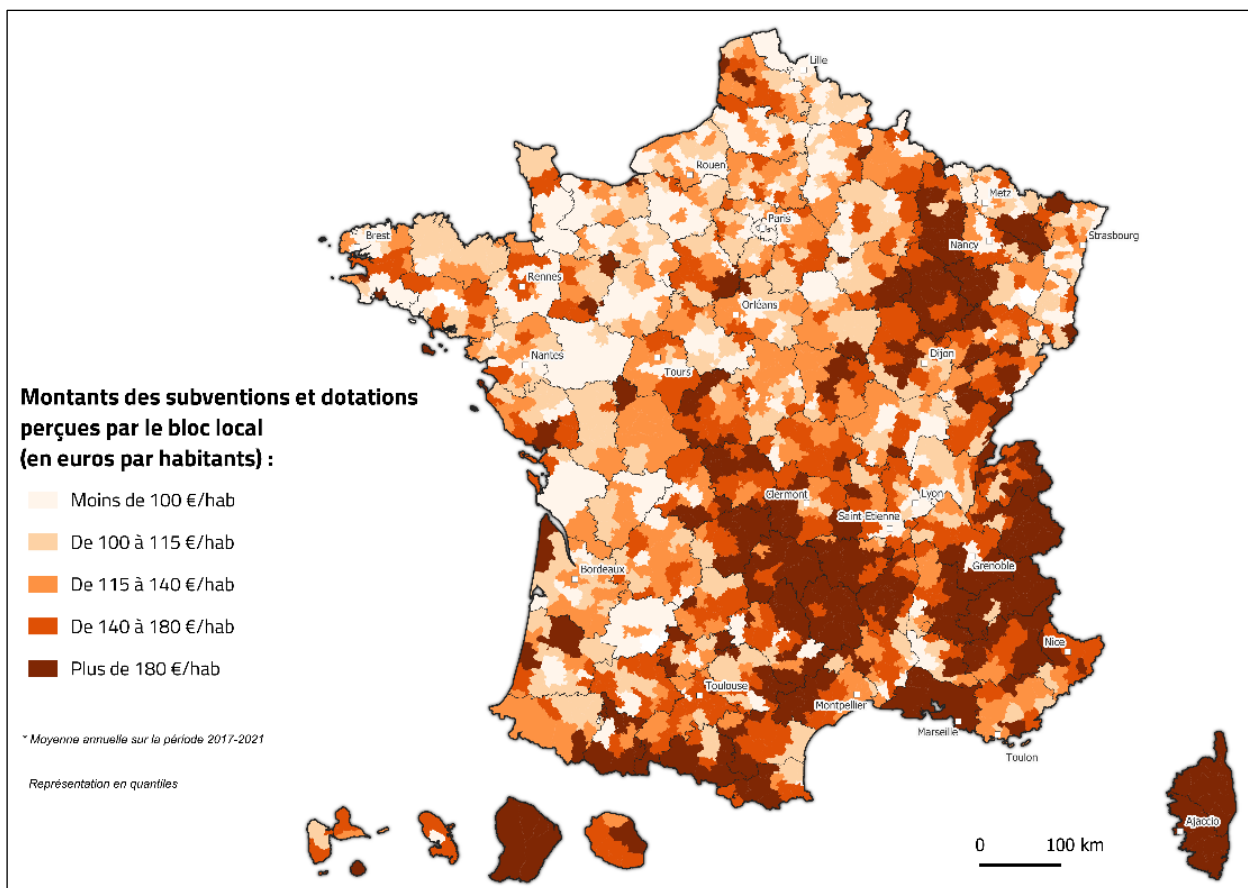 Lille
Rouen
Metz
Paris
Brest
Strasbourg
Nancy
Rennes
Orléans
Dijon
Nantes
Tours
Montants des subventions et dotations
perçues par le bloc local
(en euros par habitants) :
Moins de 100 €/hab
De 100 à 115 €/hab
De 115 à 140 €/hab
De 140 à 180 €/hab
Plus de 180 €/hab
Clermont
Lyon
Saint Etienne
Grenoble
Bordeaux
Nice
Toulouse
Montpellier
Marseille
Toulon
* Moyenne annuelle sur la période 2017-2021
Représentation en quantiles
Ajaccio
0 100 km